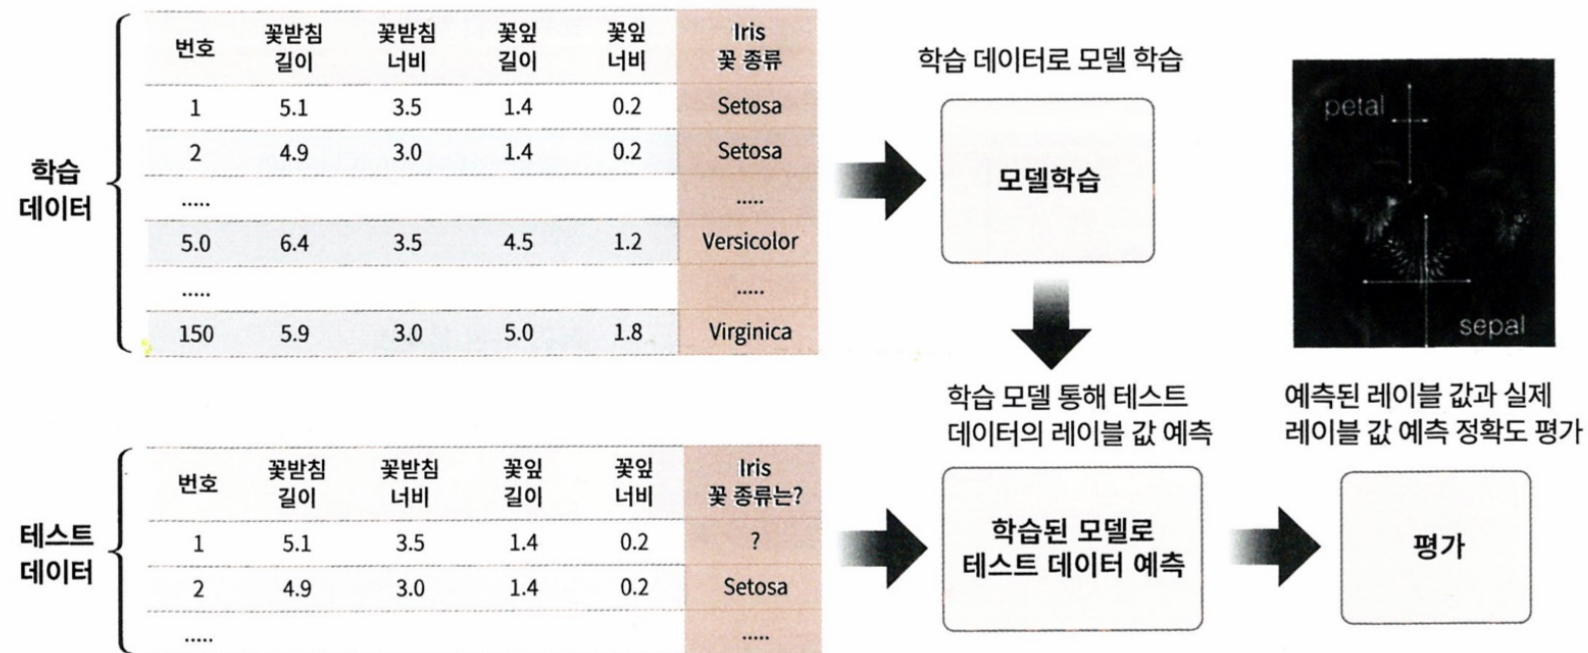 번호 꽃받침 길이 꽃받침 너비 꽃잎 길이 꽃잎 너비 Iris 꽃 종류
1 5.1 3.5 1.4 0.2 Setosa
2 4.9 3.0 1.4 0.2 Setosa
..... .....
5.0 6.4 3.5 4.5 1.2 Versicolor
..... .....
150 5.9 3.0 5.0 1.8 Virginica
학습
데이터
학습 데이터로 모델 학습
모델학습
petal
sepal
학습 모델 통해 테스트
데이터의 레이블 값 예측
예측된 레이블 값과 실제
레이블 값 예측 정확도 평가
번호 꽃받침 길이 꽃받침 너비 꽃잎 길이 꽃잎 너비 Iris 꽃 종류는?
1 5.1 3.5 1.4 0.2 ?
2 4.9 3.0 1.4 0.2 Setosa
..... .....
테스트
데이터
학습된 모델로
테스트 데이터 예측
평가